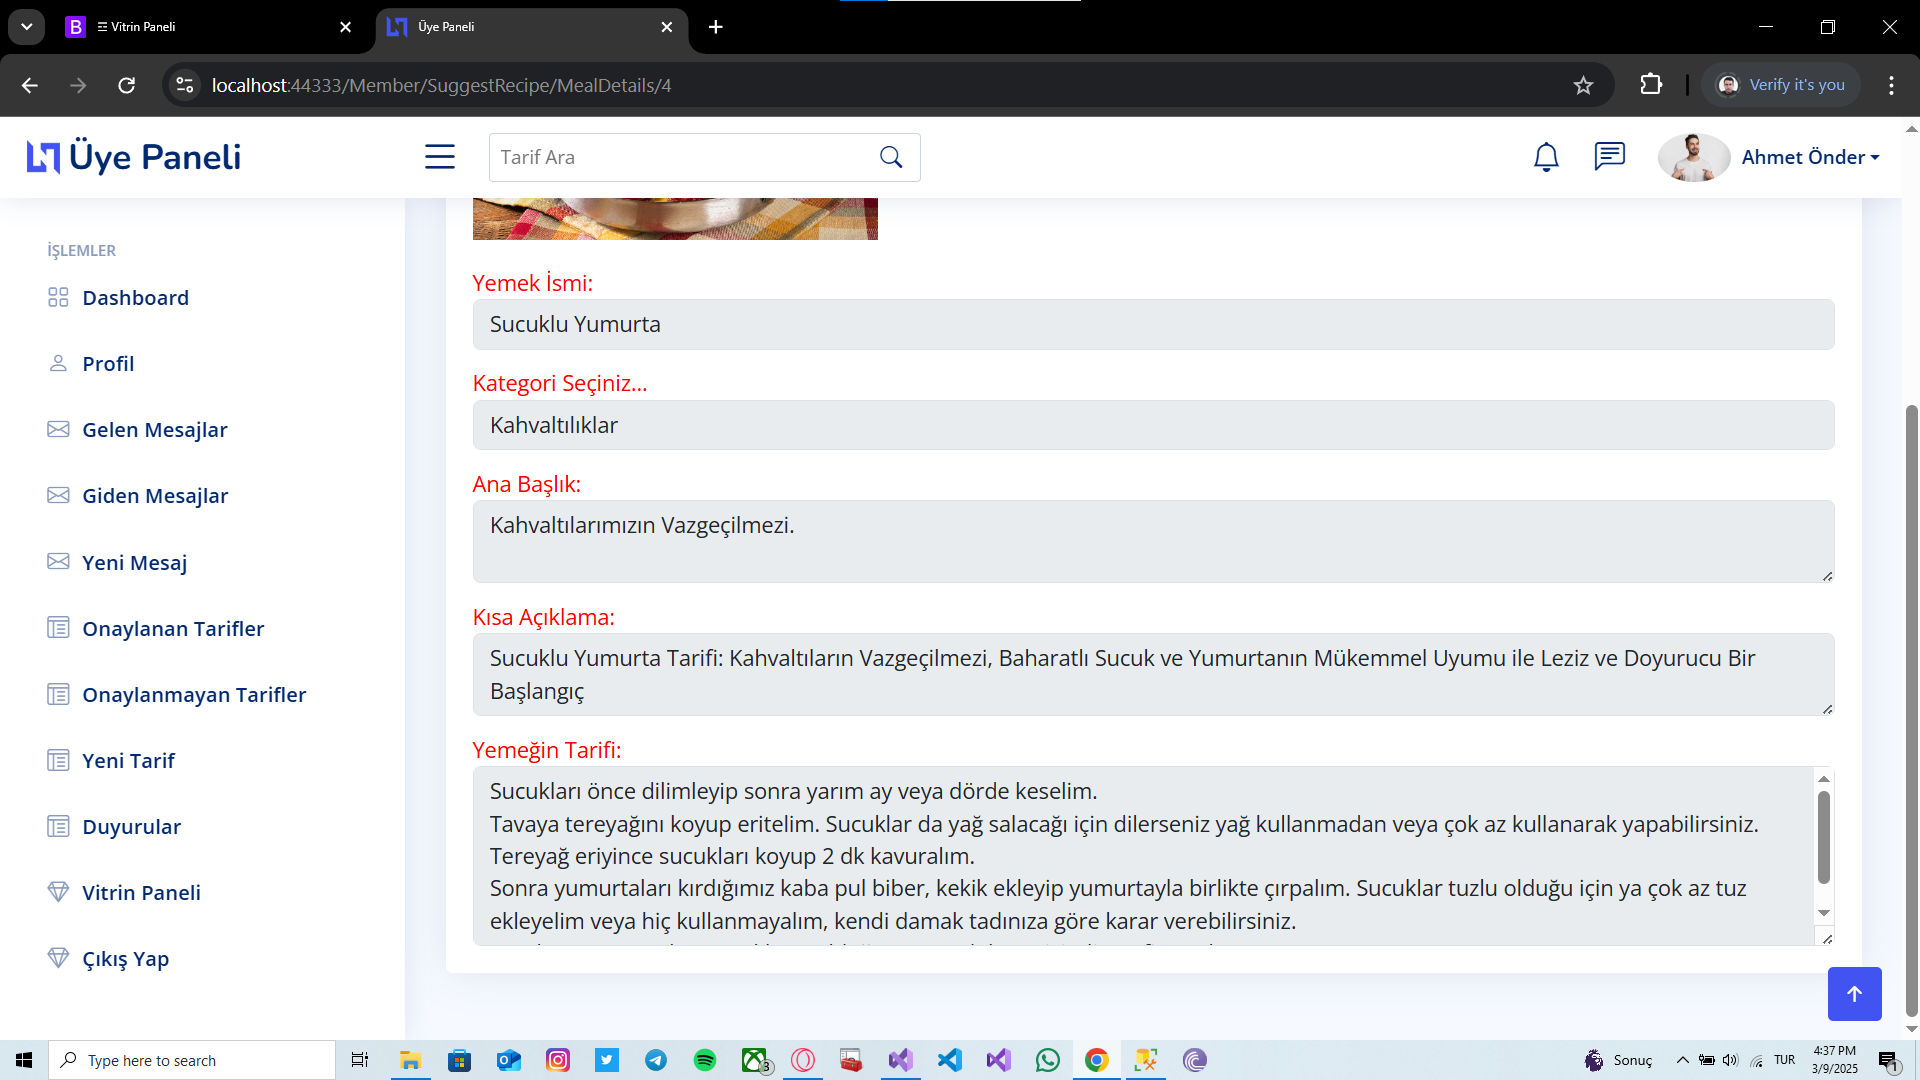 Vitrin Paneli
Üye Paneli
localhost:44333/Member/SuggestRecipe/MealDetails/4
Verify it's you
Üye Paneli
Tarif Ara
Ahmet Önder
İŞLEMLER
Dashboard
Profil
Gelen Mesajlar
Giden Mesajlar
Yeni Mesaj
Onaylanan Tarifler
Onaylanmayan Tarifler
Yeni Tarif
Duyurular
Vitrin Paneli
Çıkış Yap
Yemek İsmi:
Sucuklu Yumurta
Kategori Seçiniz...
Kahvaltılıklar
Ana Başlık:
Kahvaltılarımızın Vazgeçilmezi.
Kısa Açıklama:
Sucuklu Yumurta Tarifi: Kahvaltıların Vazgeçilmezi, Baharatlı Sucuk ve Yumurtanın Mükemmel Uyumu ile Leziz ve Doyurucu Bir
Başlangıç
Yemeğin Tarifi:
Sucukları önce dilimleyip sonra yarım ay veya dörde keselim.
Tavaya tereyağını koyup eritelim. Sucuklar da yağ salacağı için dilerseniz yağ kullanmadan veya çok az kullanarak yapabilirsiniz.
Tereyağ eriyince sucukları koyup 2 dk kavuralım.
Sonra yumurtaları kırdığımız kaba pul biber, kekik ekleyip yumurtayla birlikte çırpalım. Sucuklar tuzlu olduğu için ya çok az tuz
ekleyelim veya hiç kullanmayalım, kendi damak tadınıza göre karar verebilirsiniz.
Type here to search
3
Sonuç
TUR
4:37 PM
3/9/2025
1